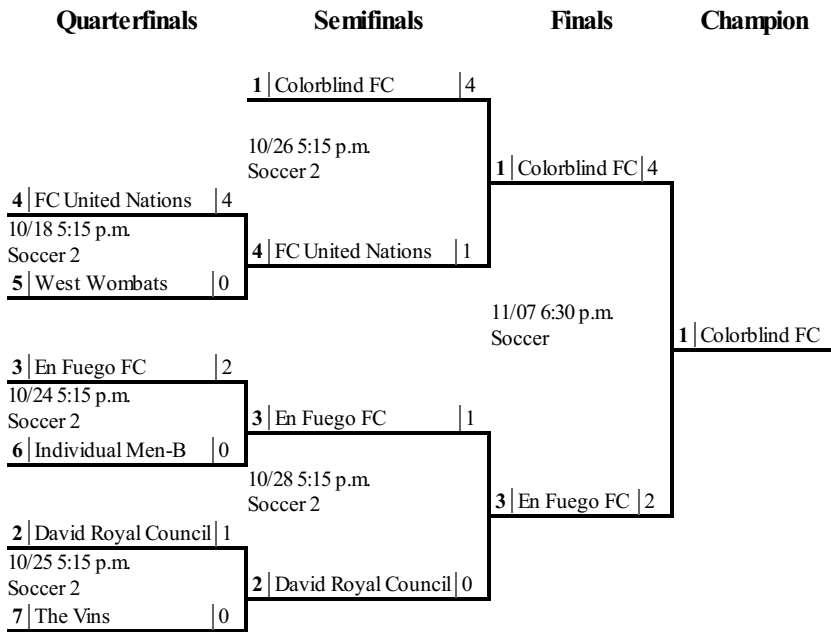 Quarterfinals Semifinals Finals Champion
1 Colorblind FC 4
10/26 5:15 p.m.
Soccer 2
1 Colorblind FC 4
4 FC United Nations 4
10/18 5:15 p.m.
Soccer 2
4 FC United Nations 1
5 West Wombats 0
11/07 6:30 p.m.
Soccer
1 Colorblind FC
3 En Fuego FC 2
10/24 5:15 p.m.
Soccer 2
3 En Fuego FC 1
6 Individual Men-B 0
10/28 5:15 p.m.
Soccer 2
3 En Fuego FC 2
2 David Royal Council 1
10/25 5:15 p.m.
Soccer 2
2 David Royal Council 0
7 The Vins 0